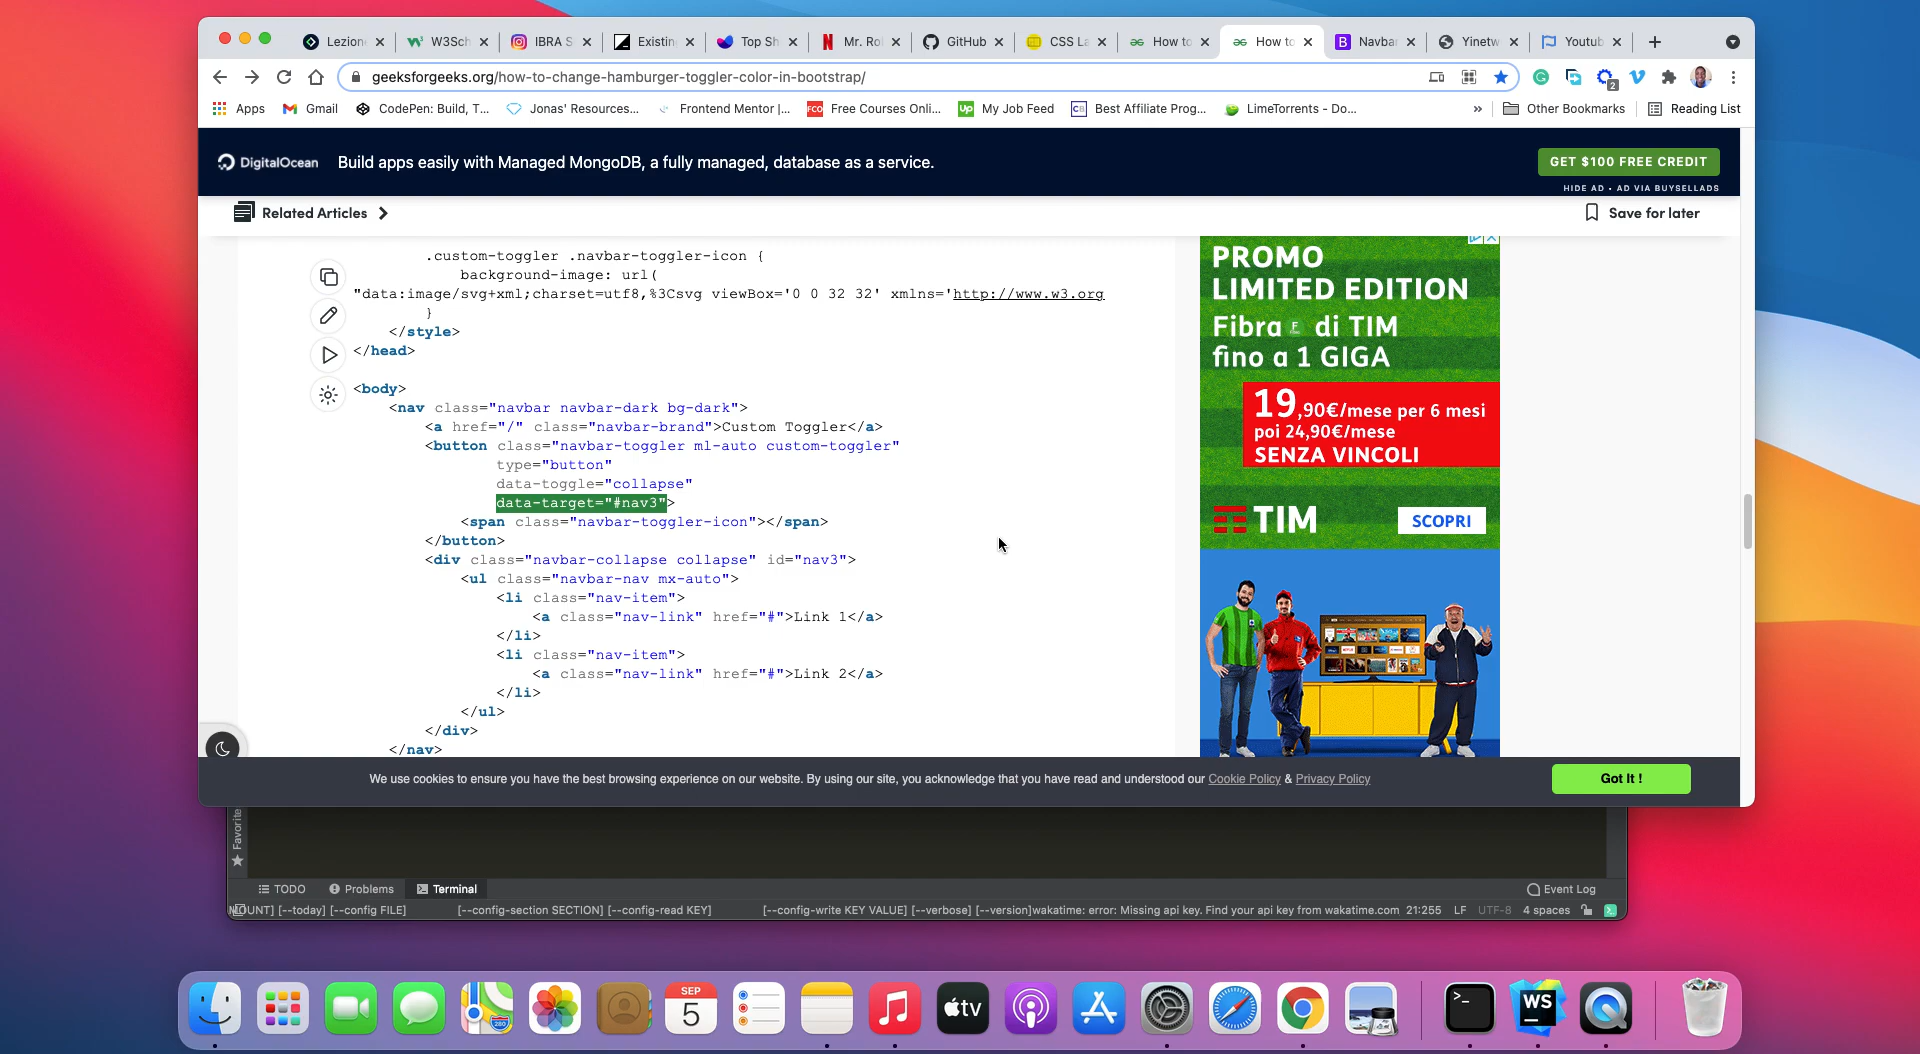 Lezion
W3Sch
IBRA S
Existin
Top Sh
Mr. Ro
GitHub
CSS La
How to
How to
Navba
Yinetw
Youtub
geeksforgeeks.org/how-to-change-hamburger-toggler-color-in-bootstrap/
2
Apps
Gmail
CodePen: Build, T...
Jonas' Resources...
Frontend Mentor |...
FCO
Free Courses Onli...
Up
My Job Feed
CB
Best Affiliate Prog...
LimeTorrents - Do...
»
Other Bookmarks
Reading List
DigitalOcean
Build apps easily with Managed MongoDB, a fully managed, database as a service.
GET $100 FREE CREDIT
HIDE AD • AD VIA BUYSELLADS
Related Articles
Save for later
.custom-toggler .navbar-toggler-icon {
background-image: url(
"data:image/svg+xml;charset=utf8,%3Csvg viewBox='0 0 32 32' xmlns='http://www.w3.org
}
</style>
</head>
<body>
<nav class="navbar navbar-dark bg-dark">
<a href="/" class="navbar-brand">Custom Toggler</a>
<button class="navbar-toggler ml-auto custom-toggler"
type="button"
data-toggle="collapse"
data-target="#nav3">
<span class="navbar-toggler-icon"></span>
</button>
<div class="navbar-collapse collapse" id="nav3">
<ul class="navbar-nav mx-auto">
<li class="nav-item">
<a class="nav-link" href="#">Link 1</a>
</li>
<li class="nav-item">
<a class="nav-link" href="#">Link 2</a>
</li>
</ul>
</div>
</nav>
PROMO
LIMITED EDITION
Fibra F di TIM
fino a 1 GIGA
19,90€/mese per 6 mesi
poi 24,90€/mese
SENZA VINCOLI
TIM
SCOPRI
We use cookies to ensure you have the best browsing experience on our website. By using our site, you acknowledge that you have read and understood our Cookie Policy & Privacy Policy
Got It !
Favorite
TODO
Problems
Terminal
Event Log
MOUNT] [--today] [--config FILE] [--config-section SECTION] [--config-read KEY] [--config-write KEY VALUE] [--verbose] [--version]wakatime: error: Missing api key. Find your api key from wakatime.com 21:255 LF UTF-8 4 spaces
280
SEP
5
tv
>_
WS